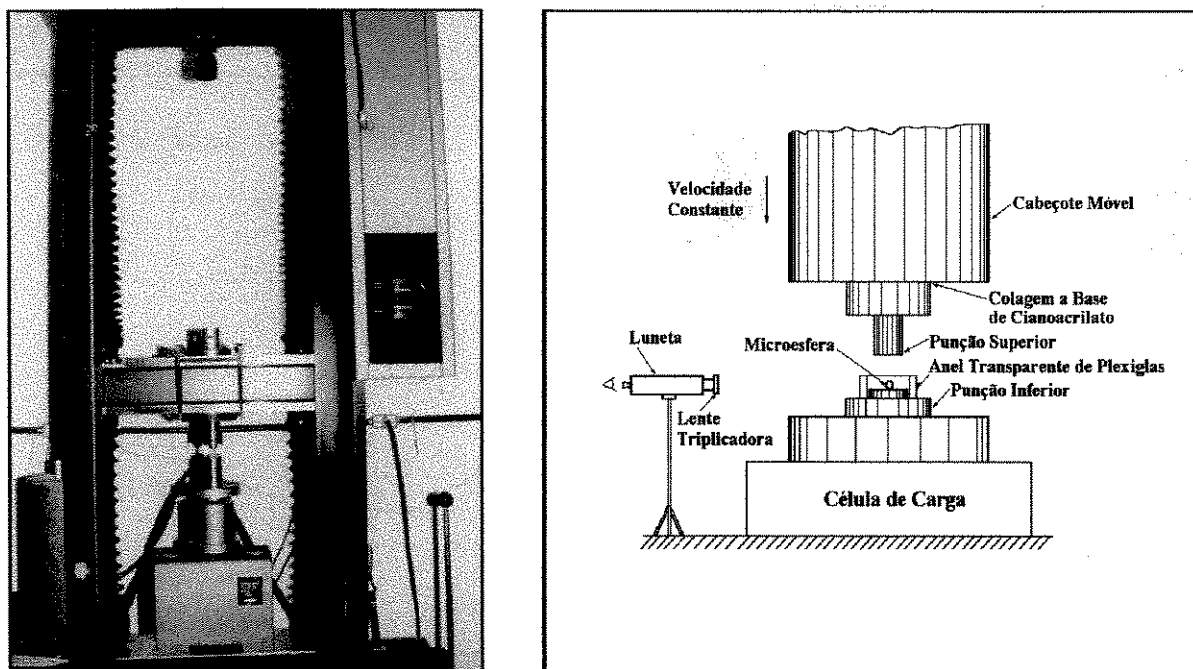 Velocidade
Constante
Cabeçote Móvel
Colagem a Base
de Cianoacrilato
Punção Superior
Luneta
Microesfera
Anel Transparente de Plexiglas
Punção Inferior
Lente
Triplicadora
Célula de Carga